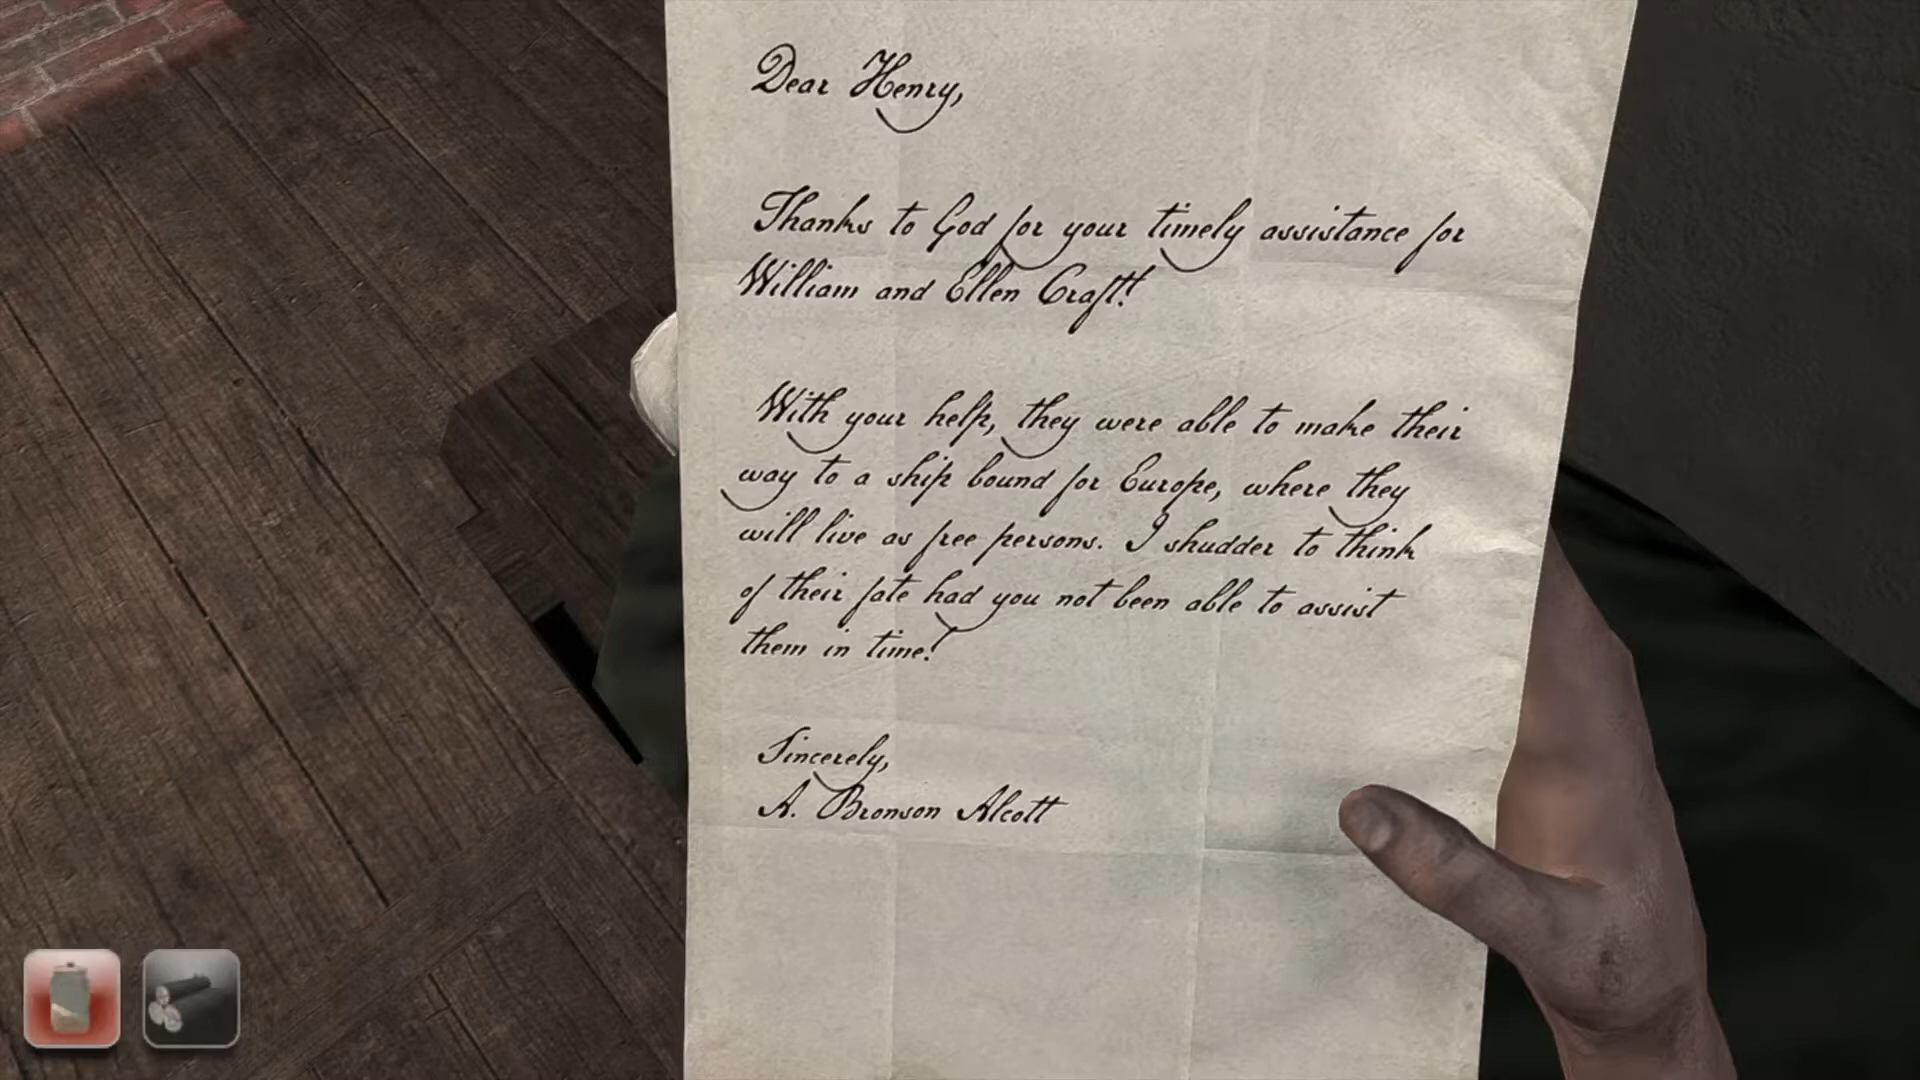 Dear Henry,
Thanks to God for your timely assistance for
William and Ellen Craft!
With your help, they were able to make their
way to a ship bound for Europe, where they
will live as free persons. I shudder to think
of their fate had you not been able to assist
them in time!
Sincerely,
A. Bronson Alcott